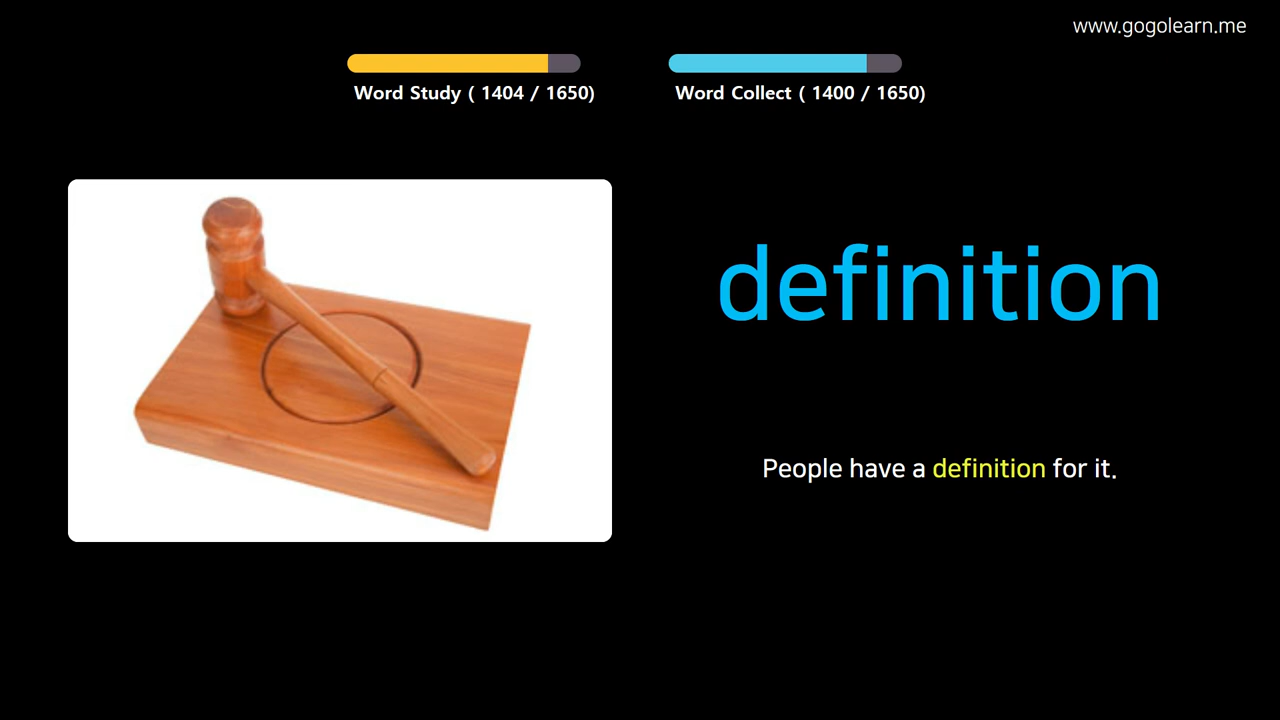 www.gogolearn.me
Word Study ( 1404 / 1650)
Word Collect ( 1400 / 1650)
definition
People have a definition for it.